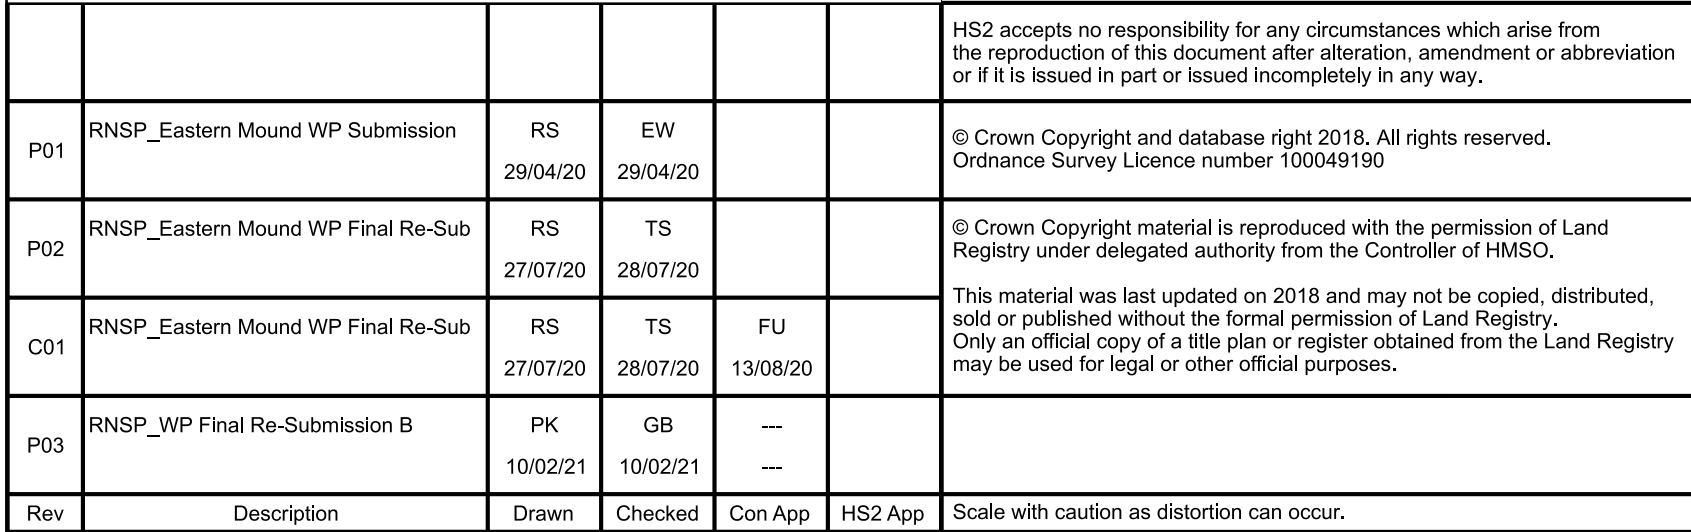 HS2 accepts no responsibility for any circumstances which arise from
the reproduction of this document after alteration, amendment or abbreviation
or if it is issued in part or issued incompletely in any way.
P01
RNSP_Eastern Mound WP Submission
RS
29/04/20
EW
29/04/20
© Crown Copyright and database right 2018. All rights reserved.
Ordnance Survey Licence number 100049190
P02
RNSP_Eastern Mound WP Final Re-Sub
RS
27/07/20
TS
28/07/20
© Crown Copyright material is reproduced with the permission of Land
Registry under delegated authority from the Controller of HMSO.
This material was last updated on 2018 and may not be copied, distributed,
sold or published without the formal permission of Land Registry.
Only an official copy of a title plan or register obtained from the Land Registry
may be used for legal or other official purposes.
C01
RNSP_Eastern Mound WP Final Re-Sub
RS
27/07/20
TS
28/07/20
FU
13/08/20
P03
RNSP_WP Final Re-Submission B
PK
10/02/21
GB
10/02/21
---
---
Rev
Description
Drawn
Checked
Con App
HS2 App
Scale with caution as distortion can occur.